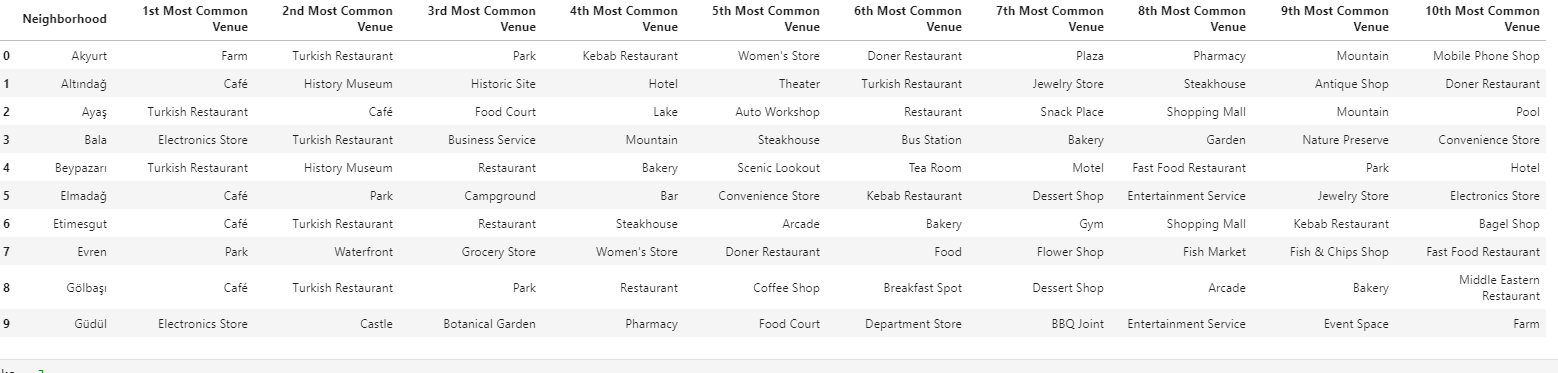 Neighborhood 1st Most Common Venue 2nd Most Common Venue 3rd Most Common Venue 4th Most Common Venue 5th Most Common Venue 6th Most Common Venue 7th Most Common Venue 8th Most Common Venue 9th Most Common Venue 10th Most Common Venue
0 Akyurt Farm Turkish Restaurant Park Kebab Restaurant Women's Store Doner Restaurant Plaza Pharmacy Mountain Mobile Phone Shop
1 Altındağ Café History Museum Historic Site Hotel Theater Turkish Restaurant Jewelry Store Steakhouse Antique Shop Doner Restaurant
2 Ayaş Turkish Restaurant Café Food Court Lake Auto Workshop Restaurant Snack Place Shopping Mall Mountain Pool
3 Bala Electronics Store Turkish Restaurant Business Service Mountain Steakhouse Bus Station Bakery Garden Nature Preserve Convenience Store
4 Beypazarı Turkish Restaurant History Museum Restaurant Bakery Scenic Lookout Tea Room Motel Fast Food Restaurant Park Hotel
5 Elmadağ Café Park Campground Bar Convenience Store Kebab Restaurant Dessert Shop Entertainment Service Jewelry Store Electronics Store
6 Etimesgut Café Turkish Restaurant Restaurant Steakhouse Arcade Bakery Gym Shopping Mall Kebab Restaurant Bagel Shop
7 Evren Park Waterfront Grocery Store Women's Store Doner Restaurant Food Flower Shop Fish Market Fish & Chips Shop Fast Food Restaurant
8 Gölbaşı Café Turkish Restaurant Park Restaurant Coffee Shop Breakfast Spot Dessert Shop Arcade Bakery Middle Eastern Restaurant
9 Güdül Electronics Store Castle Botanical Garden Pharmacy Food Court Department Store BBQ Joint Entertainment Service Event Space Farm